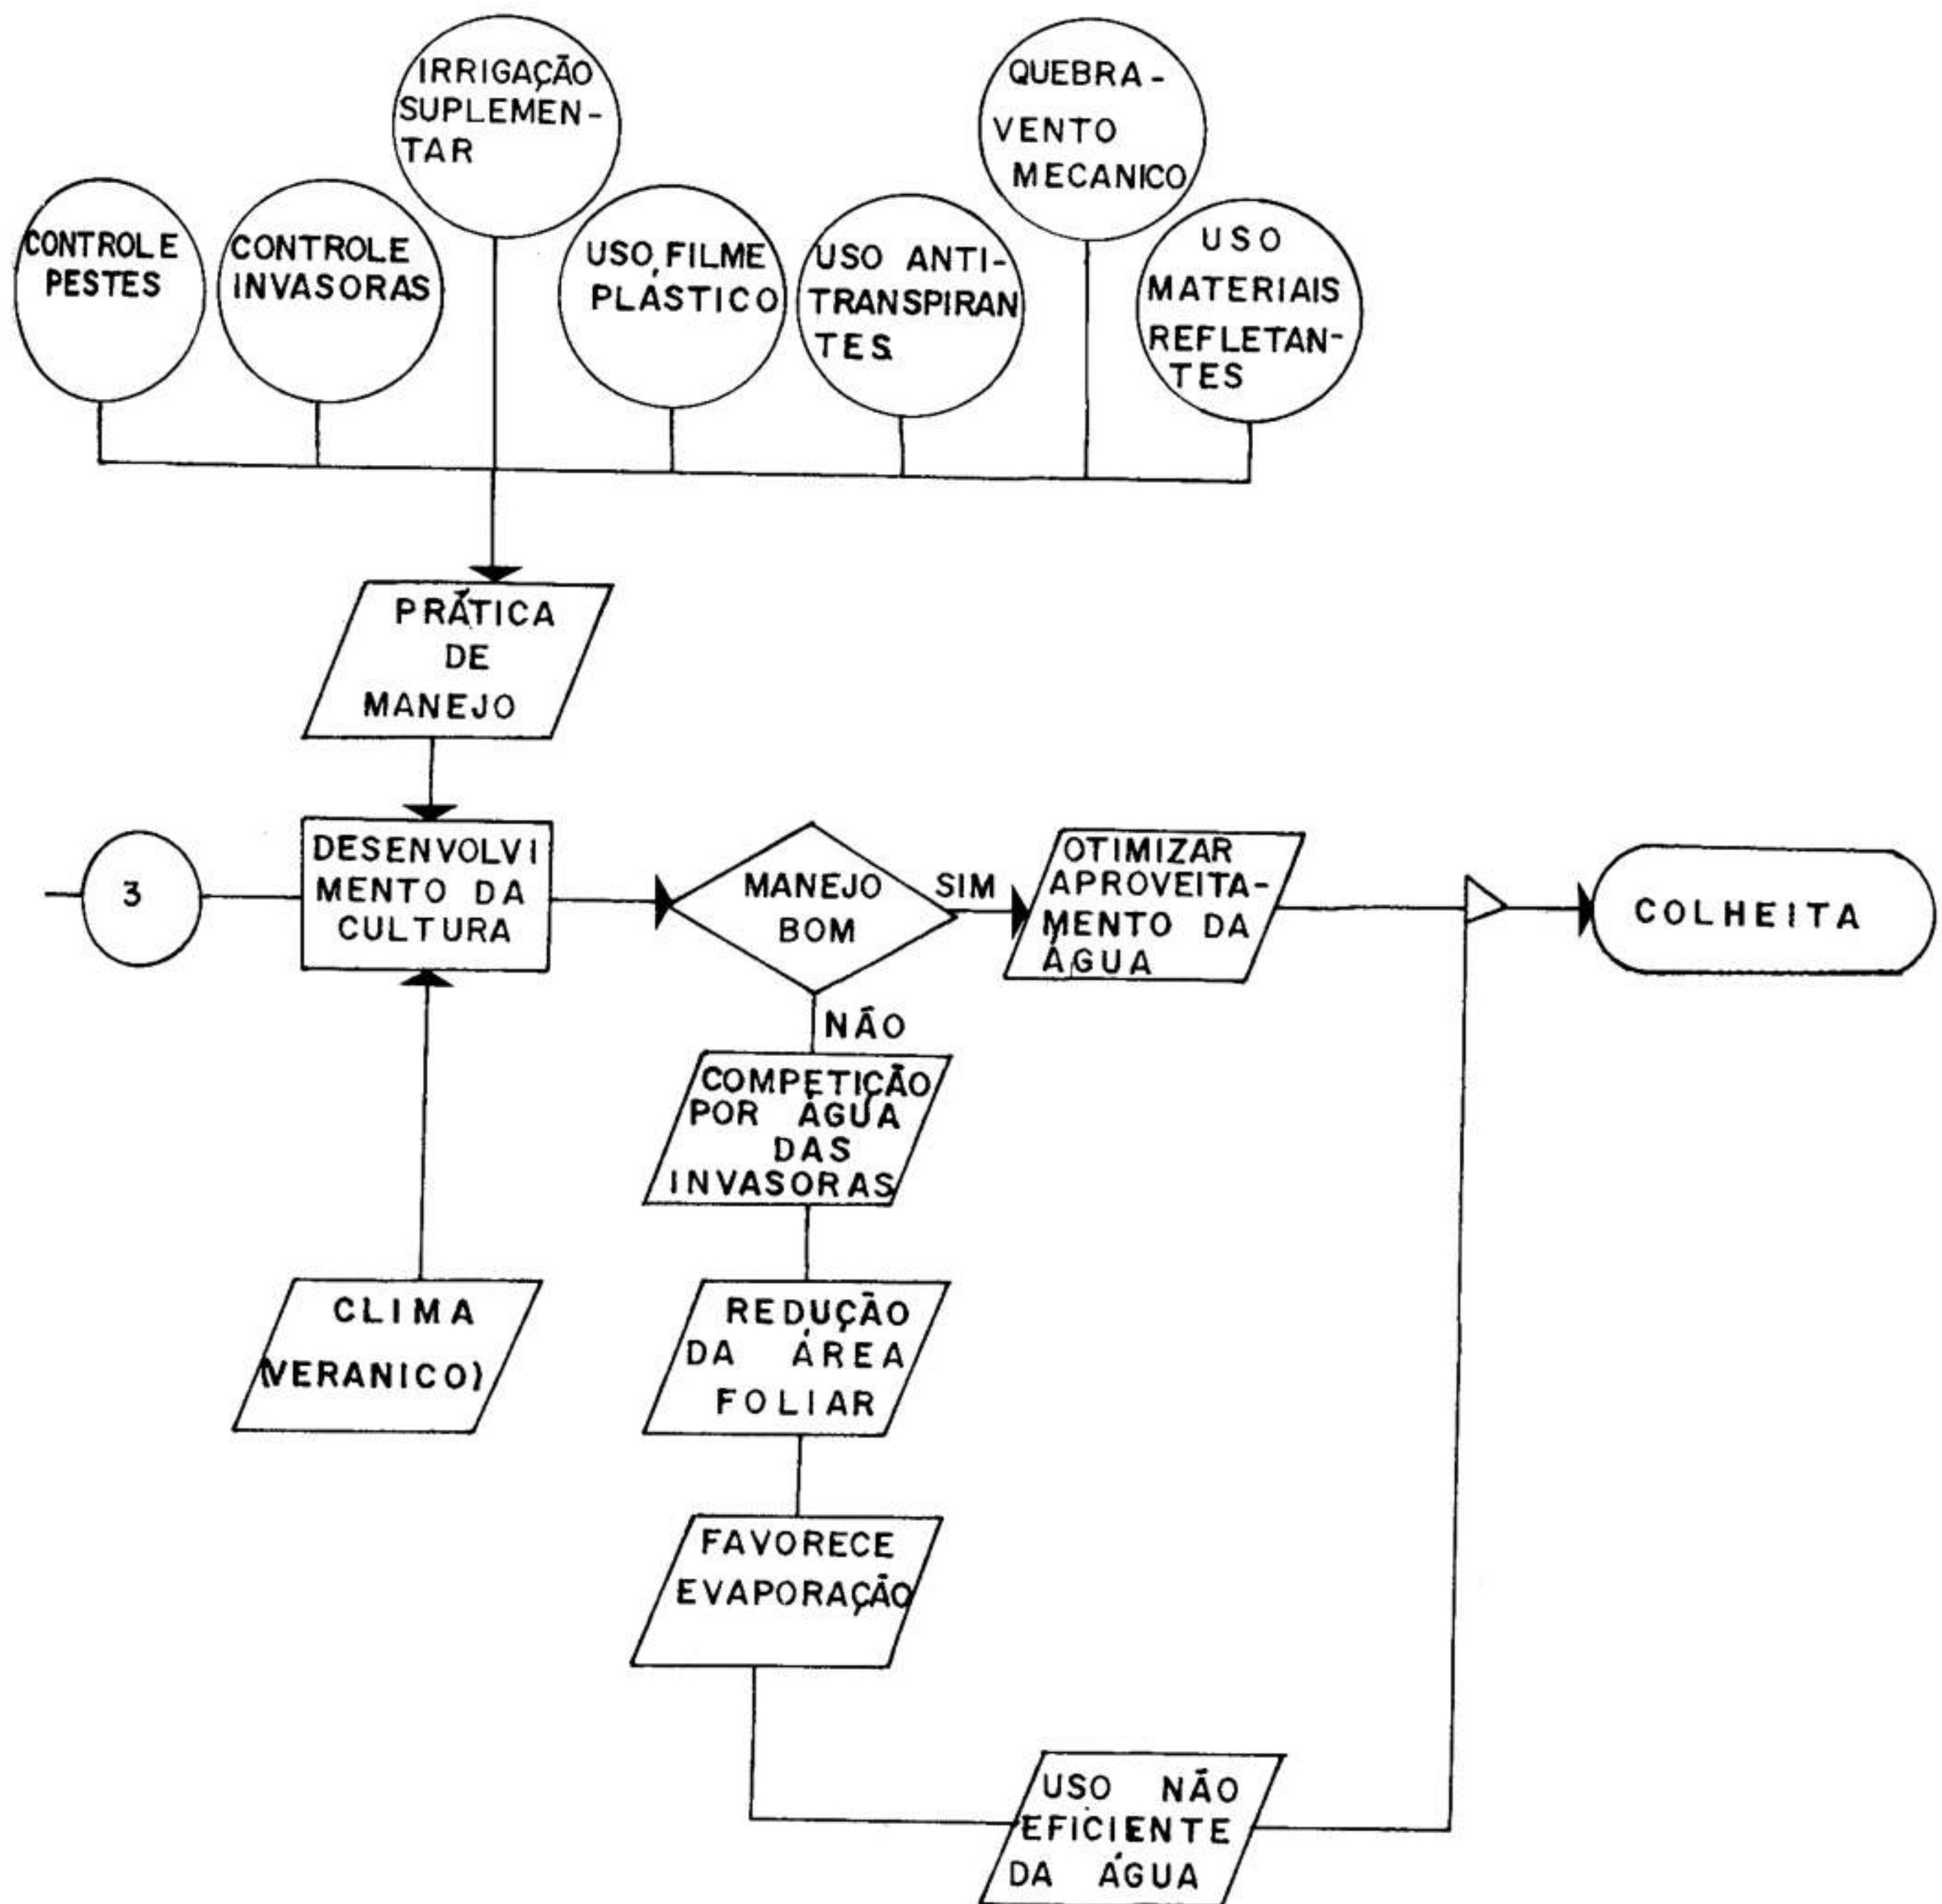 IRRIGAÇÃO
SUPLEMEN-
TAR
QUEBRA-
VENTO
MECANICO
CONTROLE
PESTES
CONTROLE
INVASORAS
USO FILME
PLÁSTICO
USO ANTI-
TRANSPIRAN
TES
USO
MATERIAIS
REFLETAN-
TES
PRÁTICA
DE
MANEJO
3
DESENVOLVI
MENTO DA
CULTURA
MANEJO
BOM
SIM
OTIMIZAR
APROVEITA-
MENTO DA
ÁGUA
COLHEITA
NÃO
COMPETIÇÃO
POR ÁGUA
DAS
INVASORAS
CLIMA
(VERANICO)
REDUÇÃO
DA ÁREA
FOLIAR
FAVORECE
EVAPORAÇÃO
USO NÃO
EFICIENTE
DA ÁGUA